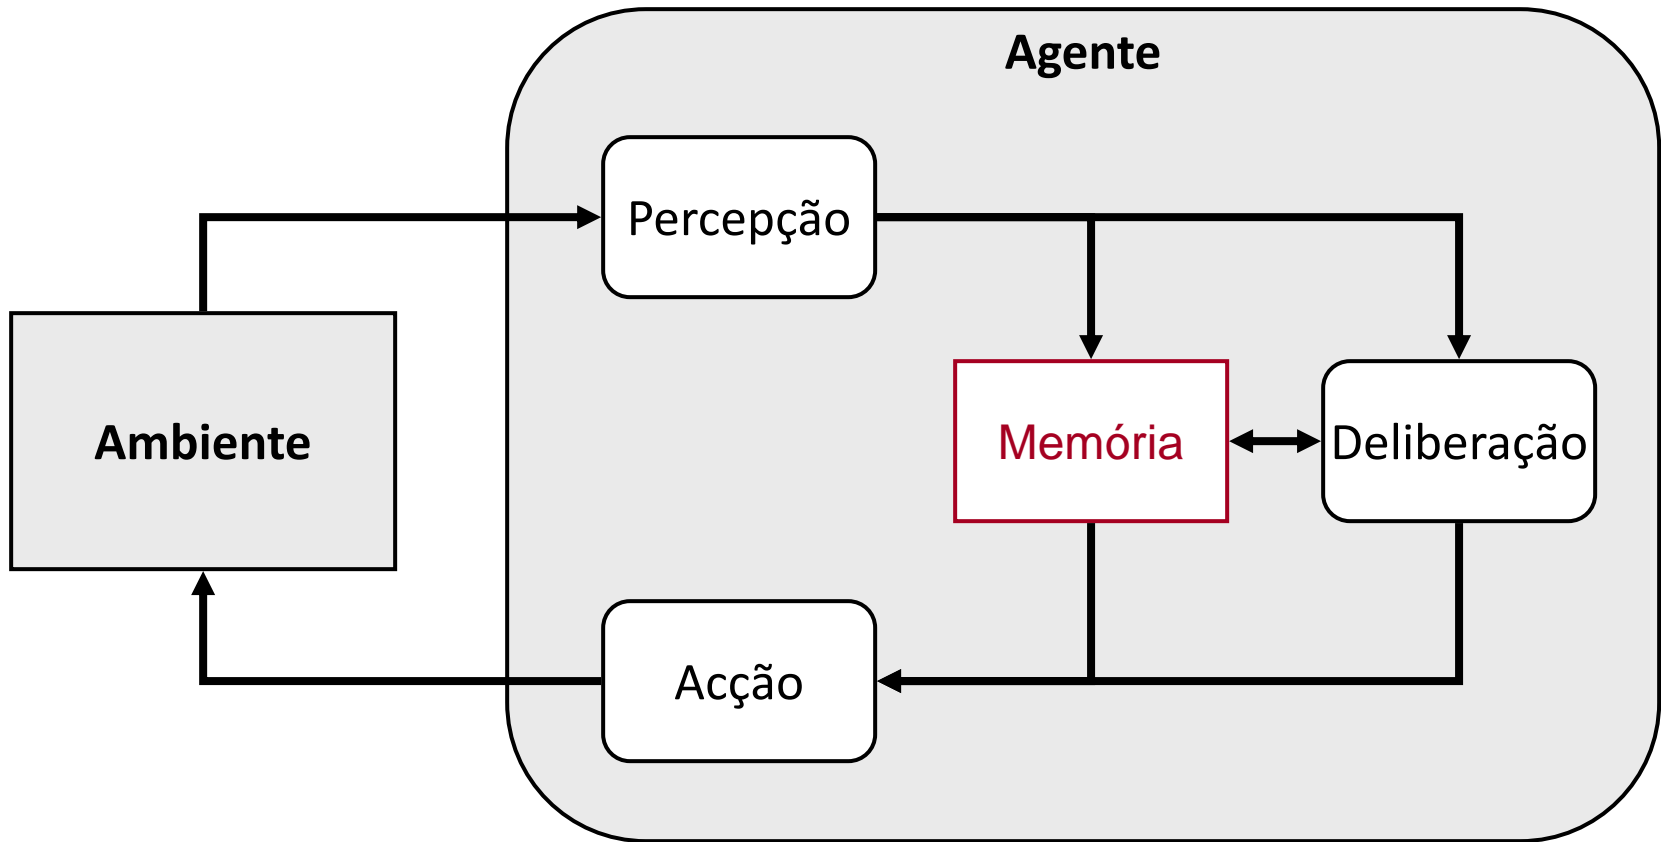 Agente
Percepção
Ambiente
Memória
Deliberação
Acção